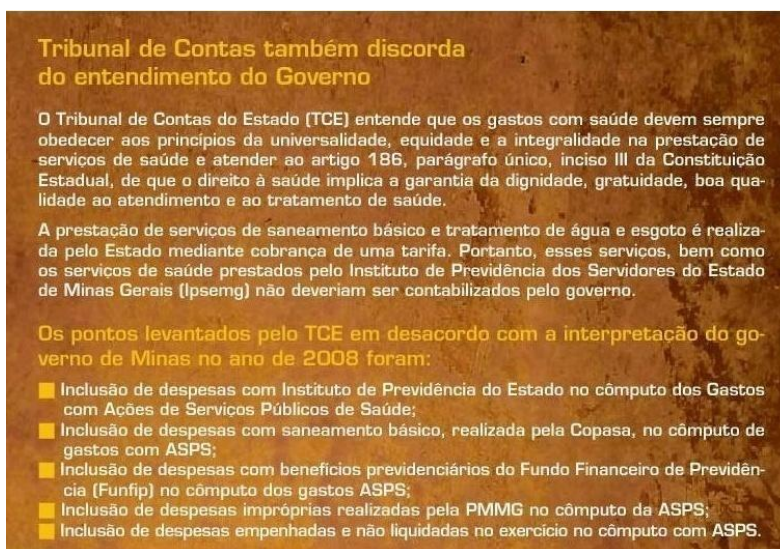 Tribunal de Contas também discorda
do entendimento do Governo
O Tribunal de Contas do Estado (TCE) entende que os gastos com saúde devem sempre
obedecer aos princípios da universalidade, equidade e a integralidade na prestação de
serviços de saúde e atender ao artigo 186, parágrafo único, inciso III da Constituição
Estadual, de que o direito à saúde implica a garantia da dignidade, gratuidade, boa qua-
lidade ao atendimento e ao tratamento de saúde.
A prestação de serviços de saneamento básico e tratamento de água e esgoto é realiza-
da pelo Estado mediante cobrança de uma tarifa. Portanto, esses serviços, bem como
os serviços de saúde prestados pelo Instituto de Previdência dos Servidores do Estado
de Minas Gerais (Ipsemg) não deveriam ser contabilizados pelo governo.
Os pontos levantados pelo TCE em desacordo com a interpretação do go-
verno de Minas no ano de 2008 foram:
Inclusão de despesas com Instituto de Previdência do Estado no cômputo dos Gastos
com Ações de Serviços Públicos de Saúde;
Inclusão de despesas com saneamento básico, realizada pela Copasa, no cômputo de
gastos com ASPS;
Inclusão de despesas com benefícios previdenciários do Fundo Financeiro de Previdên-
cia (Funfip) no cômputo dos gastos ASPS;
Inclusão de despesas impróprias realizadas pela PMMG no cômputo da ASPS;
Inclusão de despesas empenhadas e não liquidadas no exercício no cômputo com ASPS.